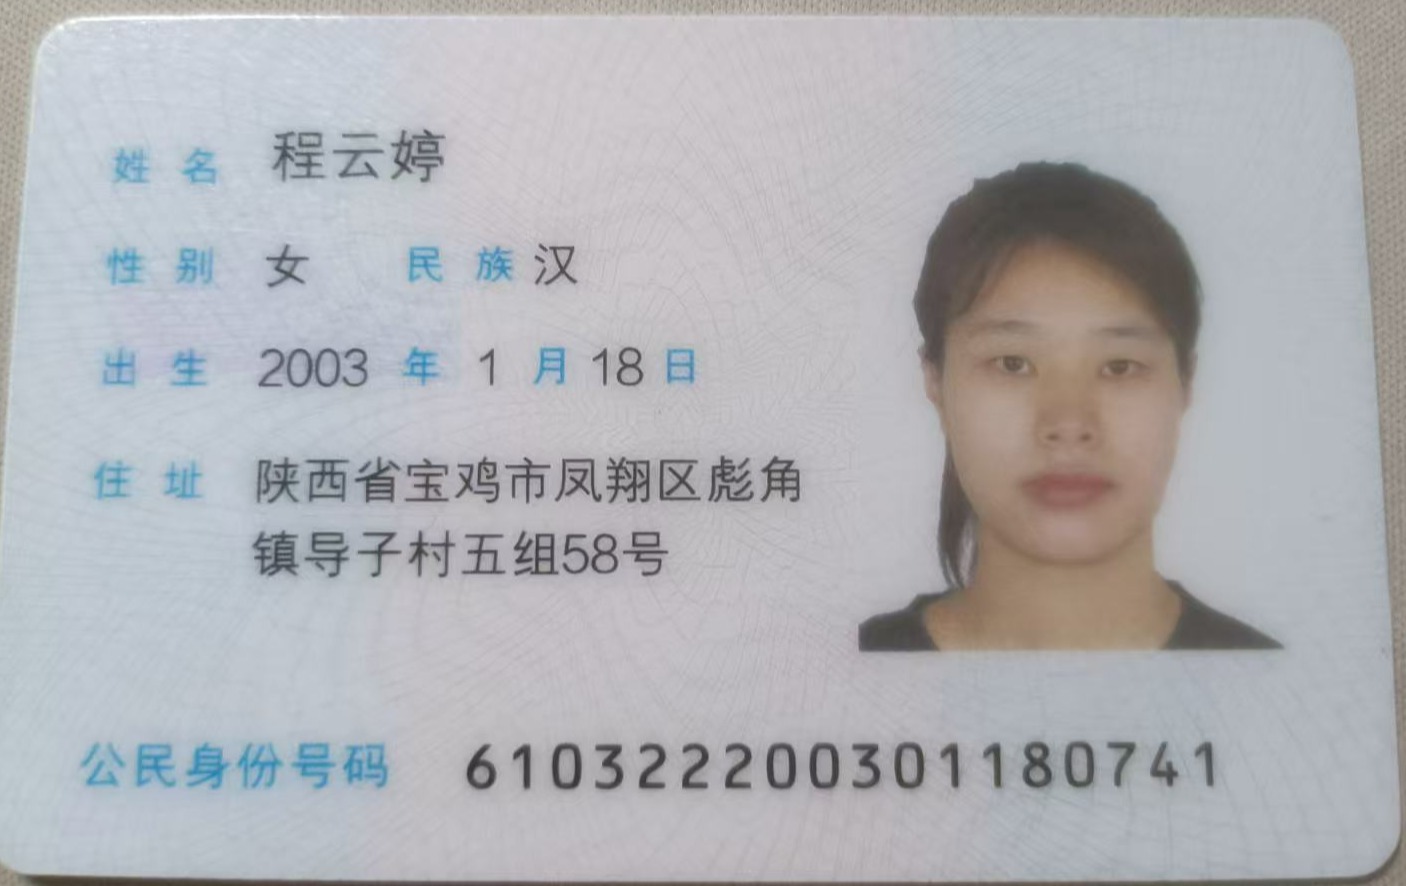 姓名 程云婷
性别 女 民族 汉
出生 2003 年 1 月 18 日
住址 陕西省宝鸡市凤翔区彪角
镇导子村五组58号
公民身份号码 610322200301180741